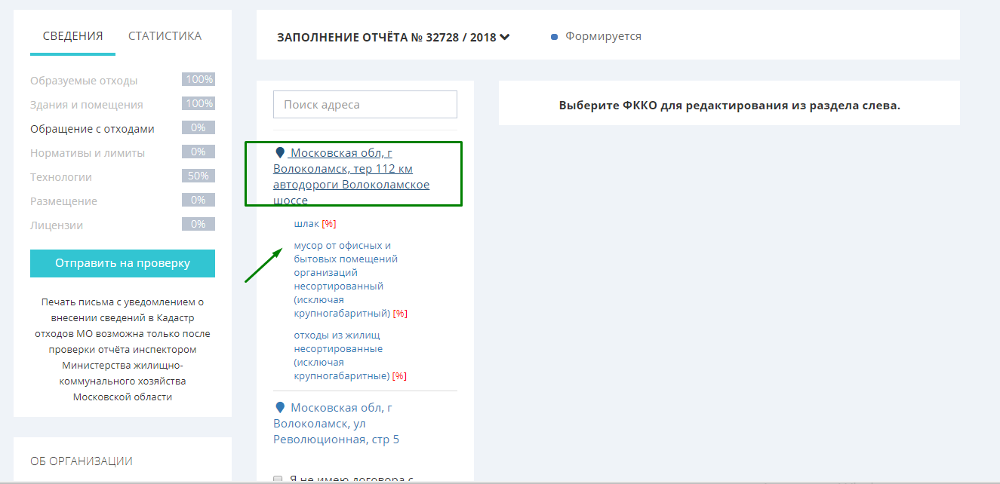 СВЕДЕНИЯ СТАТИСТИКА
Образуемые отходы 100%
Здания и помещения 100%
Обращение с отходами 0%
Нормативы и лимиты 0%
Технологии 50%
Размещение 0%
Лицензии 0%
Отправить на проверку
Печать письма с уведомлением о
внесении сведений в Кадастр
отходов МО возможна только после
проверки отчёта инспектором
Министерства жилищно-
коммунального хозяйства
Московской области
ОБ ОРГАНИЗАЦИИ
ЗАПОЛНЕНИЕ ОТЧЁТА № 32728 / 2018 Формируется
Поиск адреса
Московская обл, г
Волоколамск, тер 112 км
автодороги Волоколамское
шоссе
шлак [%]
мусор от офисных и
бытовых помещений
организаций
несортированный
(исключая
крупногабаритный) [%]
отходы из жилищ
несортированные
(исключая
крупногабаритные) [%]
Московская обл, г
Волоколамск, ул
Революционная, стр 5
Я не имею договора с
Выберите ФККО для редактирования из раздела слева.